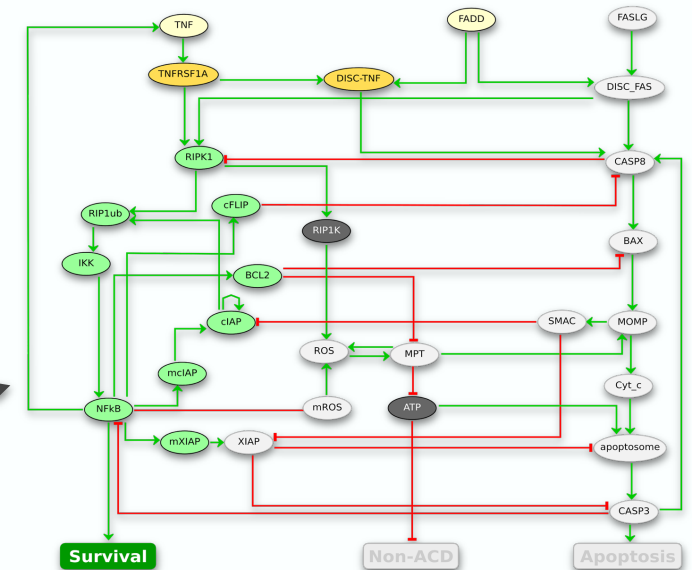 TNF
FADD
FASLG
TNFRSF1A
DISC-TNF
DISC_FAS
RIPK1
CASP8
RIP1ub
cFLIP
RIP1K
BAX
IKK
BCL2
cIAP
SMAC
MOMP
ROS
MPT
mcIAP
Cyt_c
NFkB
mROS
ATP
mXIAP
XIAP
apoptosome
CASP3
Survival
Non-ACD
Apoptosis